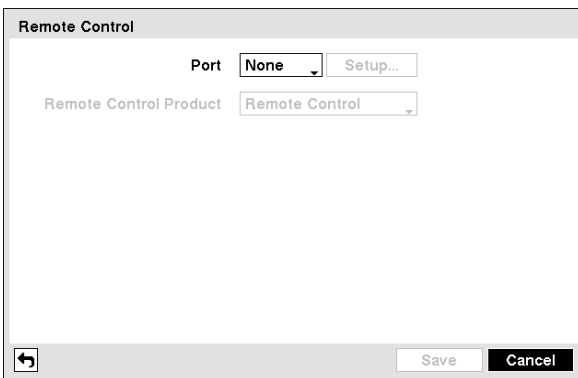 Remote Control
Port None Setup...
Remote Control Product Remote Control
Save Cancel